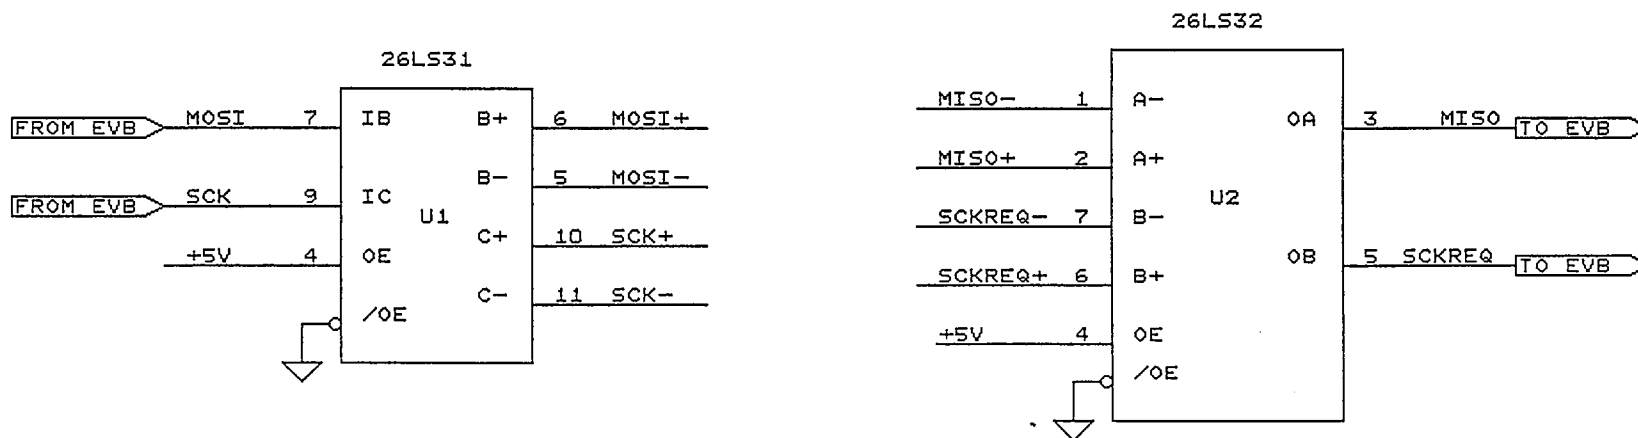 26LS31
FROM EVB MOSI 7 IB B+ 6 MOSI+
B- 5 MOSI-
FROM EVB SCK 9 IC
U1
C+ 10 SCK+
+5V 4 OE
C- 11 SCK-
/OE
26LS32
MISO- 1 A-
OA 3 MISO TO EVB
MISO+ 2 A+
U2
SCKREQ- 7 B-
OB 5 SCKREQ TO EVB
SCKREQ+ 6 B+
+5V 4 OE
/OE